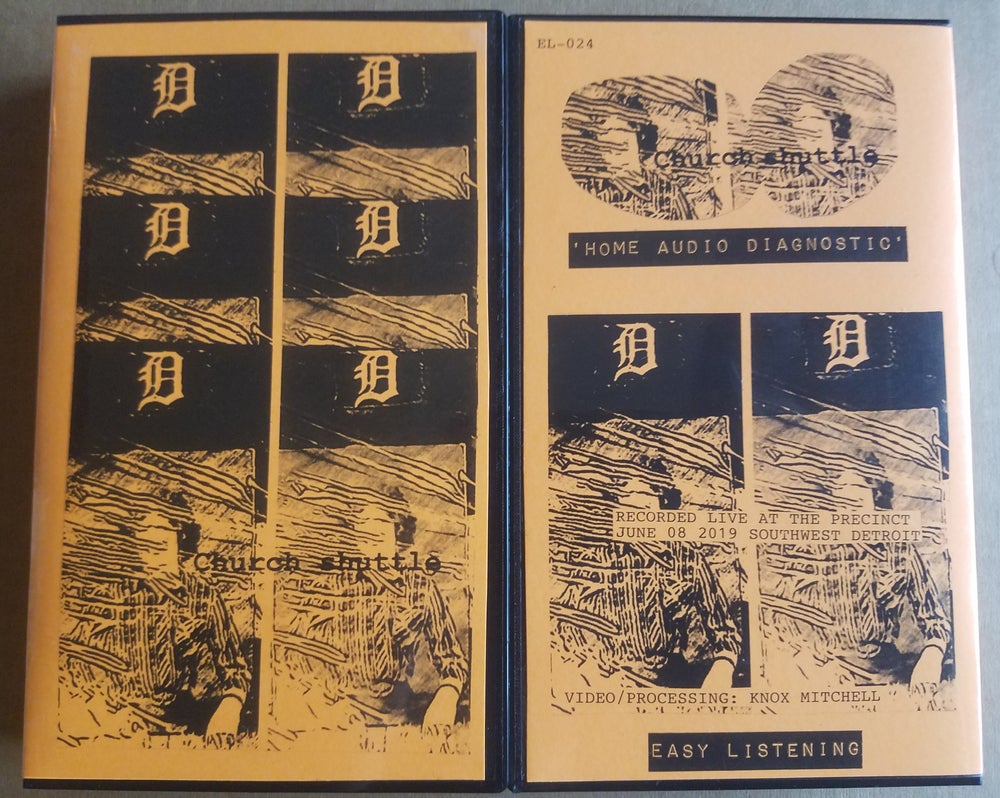 D D
D D
D D
Church shuttle
EL-024
Church shuttle
'HOME AUDIO DIAGNOSTIC'
D D
RECORDED LIVE AT THE PRECINCT
JUNE 08 2019 SOUTHWEST DETROIT
VIDEO/PROCESSING: KNOX MITCHELL
EASY LISTENING